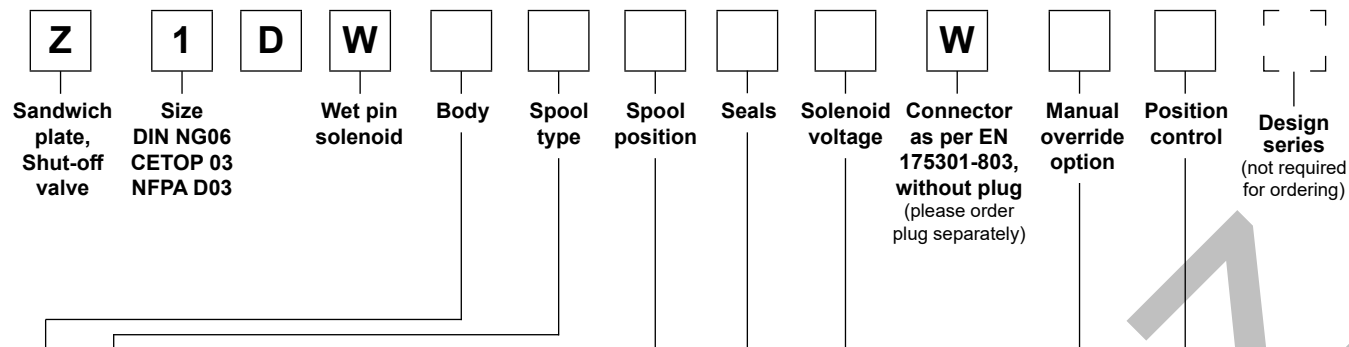 Z 1 D W W
Sandwich
plate,
Shut-off
valve
Size
DIN NG06
CETOP 03
NFPA D03
Wet pin
solenoid
Body
Spool
type
Spool
position
Seals
Solenoid
voltage
Connector
as per EN
175301-803,
without plug
(please order
plug separately)
Manual
override
option
Position
control
Design
series
(not required
for ordering)